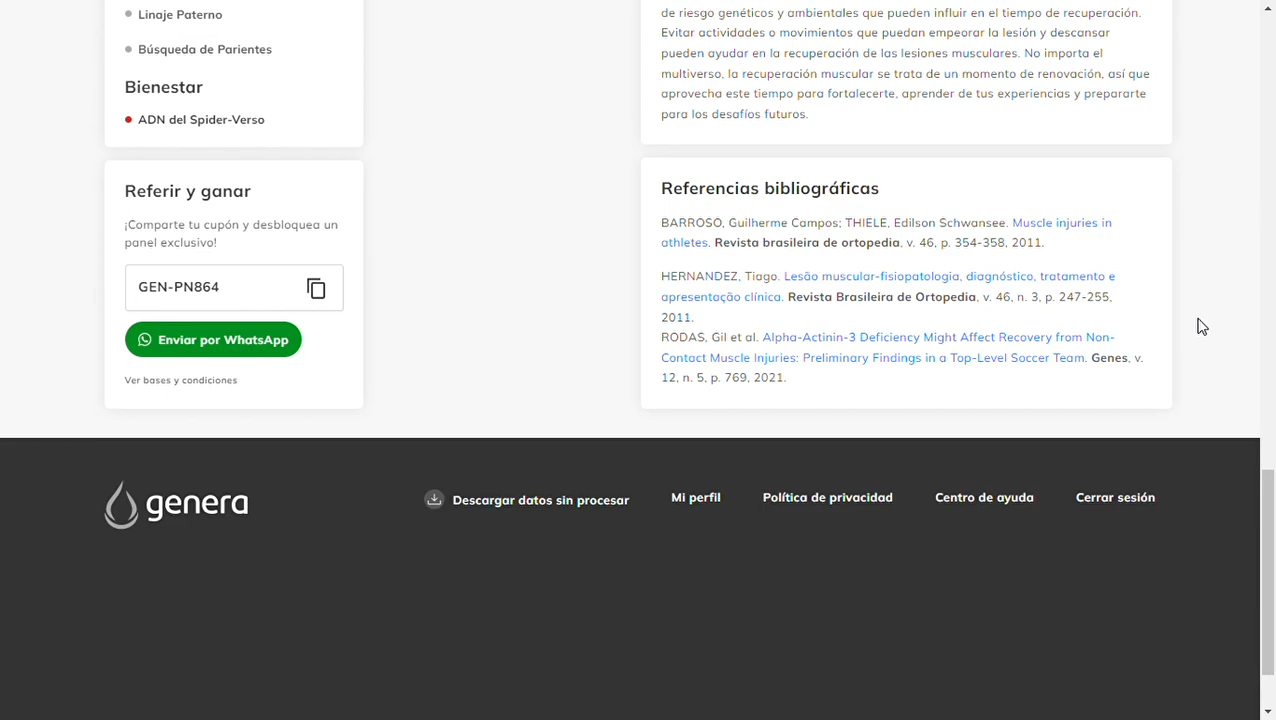 Linaje Paterno
Búsqueda de Parientes
Bienestar
ADN del Spider-Verso
Referir y ganar
¡Comparte tu cupón y desbloquea un
panel exclusivo!
GEN-PN864
Enviar por WhatsApp
Ver bases y condiciones
de riesgo genéticos y ambientales que pueden influir en el tiempo de recuperación.
Evitar actividades o movimientos que puedan empeorar la lesión y descansar
pueden ayudar en la recuperación de las lesiones musculares. No importa el
multiverso, la recuperación muscular se trata de un momento de renovación, así que
aprovecha este tiempo para fortalecerte, aprender de tus experiencias y prepararte
para los desafíos futuros.
Referencias bibliográficas
BARROSO, Guilherme Campos; THIELE, Edilson Schwansee. Muscle injuries in
athletes. Revista brasileira de ortopedia, v. 46, p. 354-358, 2011.
HERNANDEZ, Tiago. Lesão muscular-fisiopatologia, diagnóstico, tratamento e
apresentação clínica. Revista Brasileira de Ortopedia, v. 46, n. 3, p. 247-255,
2011.
RODAS, Gil et al. Alpha-Actinin-3 Deficiency Might Affect Recovery from Non-
Contact Muscle Injuries: Preliminary Findings in a Top-Level Soccer Team. Genes, v.
12, n. 5, p. 769, 2021.
genera
Descargar datos sin procesar
Mi perfil
Política de privacidad
Centro de ayuda
Cerrar sesión